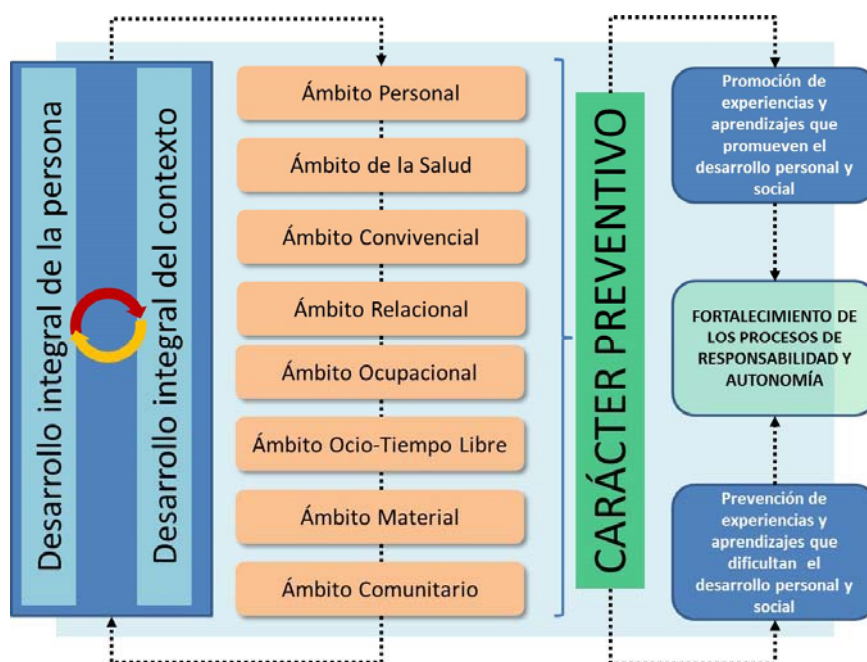 Desarrollo integral de la persona
Desarrollo integral del contexto
Ámbito Personal
Ámbito de la Salud
Ámbito Convivencial
Ámbito Relacional
Ámbito Ocupacional
Ámbito Ocio-Tiempo Libre
Ámbito Material
Ámbito Comunitario
CARÁCTER PREVENTIVO
Promoción de
experiencias y
aprendizajes que
promueven el
desarrollo personal y
social
FORTALECIMIENTO DE
LOS PROCESOS DE
RESPONSABILIDAD Y
AUTONOMÍA
Prevención de
experiencias y
aprendizajes que
dificultan el
desarrollo personal y
social